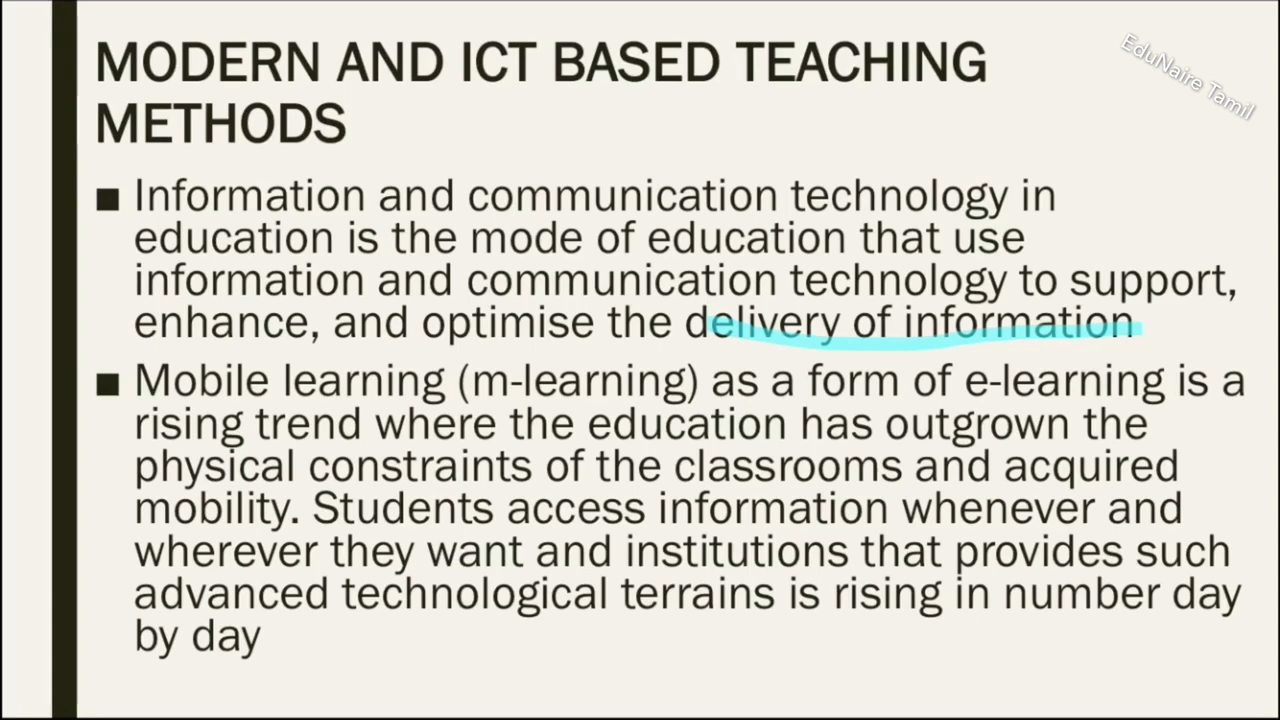 MODERN AND ICT BASED TEACHING
METHODS
EduNaire Tamil
■ Information and communication technology in
education is the mode of education that use
information and communication technology to support,
enhance, and optimise the delivery of information
■ Mobile learning (m-learning) as a form of e-learning is a
rising trend where the education has outgrown the
physical constraints of the classrooms and acquired
mobility. Students access information whenever and
wherever they want and institutions that provides such
advanced technological terrains is rising in number day
by day